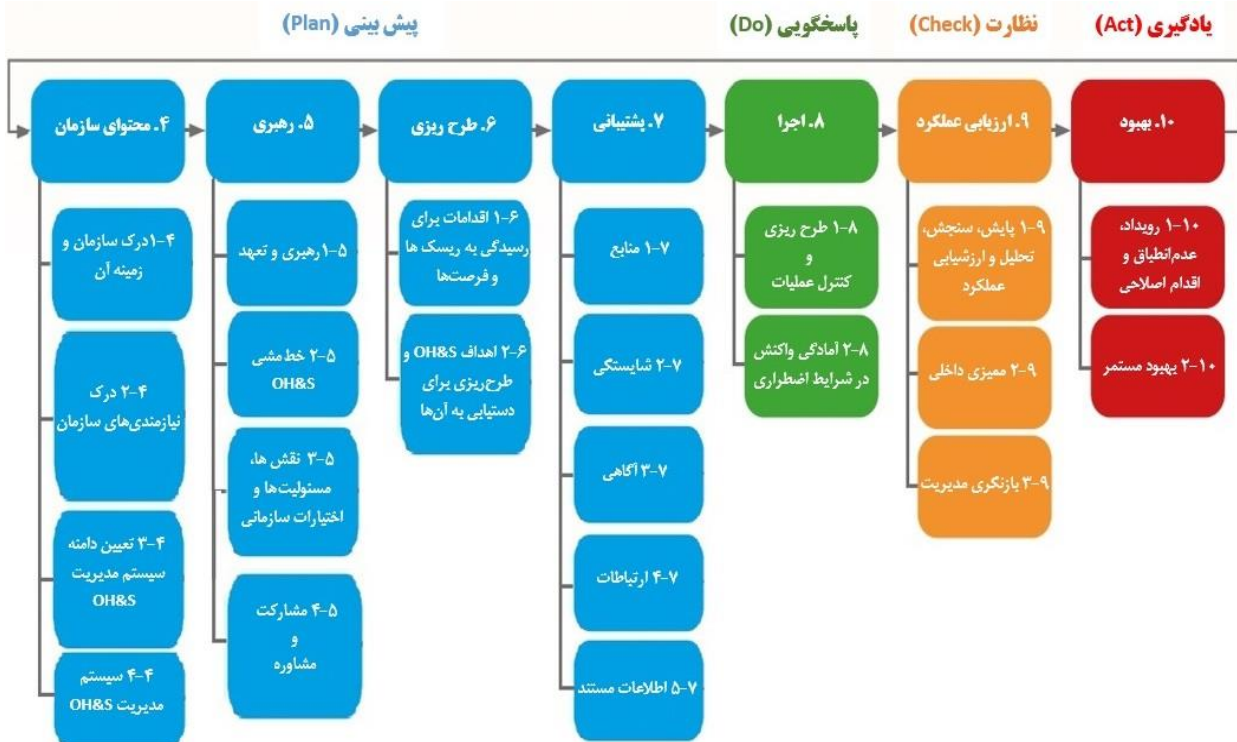 پیش بینی (Plan)
پاسخگویی (Do)
نظارت (Check)
یادگیری (Act)
۴. محتوای سازمان
۵. رهبری
۶. طرح ریزی
۷. پشتیبانی
۸. اجرا
۹. ارزیابی عملکرد
۱۰. بهبود
۴-۱درک سازمان و
زمینه آن
۴-۲ درک
نیازمندی‌های سازمان
۴-۳ تعیین دامنه
سیستم مدیریت
OH&S
۴-۴ سیستم
مدیریت OH&S
۵-۱ رهبری و تعهد
۵-۲ خط مشی
OH&S
۵-۳ نقش ها،
مسئولیت‌ها و
اختیارات سازمانی
۵-۴ مشارکت
و
مشاوره
۶-۱ اقدامات برای
رسیدگی به ریسک ها
و فرصت‌ها
۶-۲ اهداف OH&S و
طرح‌ریزی برای
دستیابی به آن‌ها
۷-۱ منابع
۷-۲ شایستگی
۷-۳ آگاهی
۷-۴ ارتباطات
۷-۵ اطلاعات مستند
۸-۱ طرح ریزی
و
کنترل عملیات
۸-۲ آمادگی واکنش
در شرایط اضطراری
۹-۱ پایش، سنجش،
تحلیل و ارزشیابی
عملکرد
۹-۲ ممیزی داخلی
۹-۳ بازنگری مدیریت
۱۰-۱ رویداد،
عدم‌انطباق و
اقدام اصلاحی
۱۰-۲ بهبود مستمر